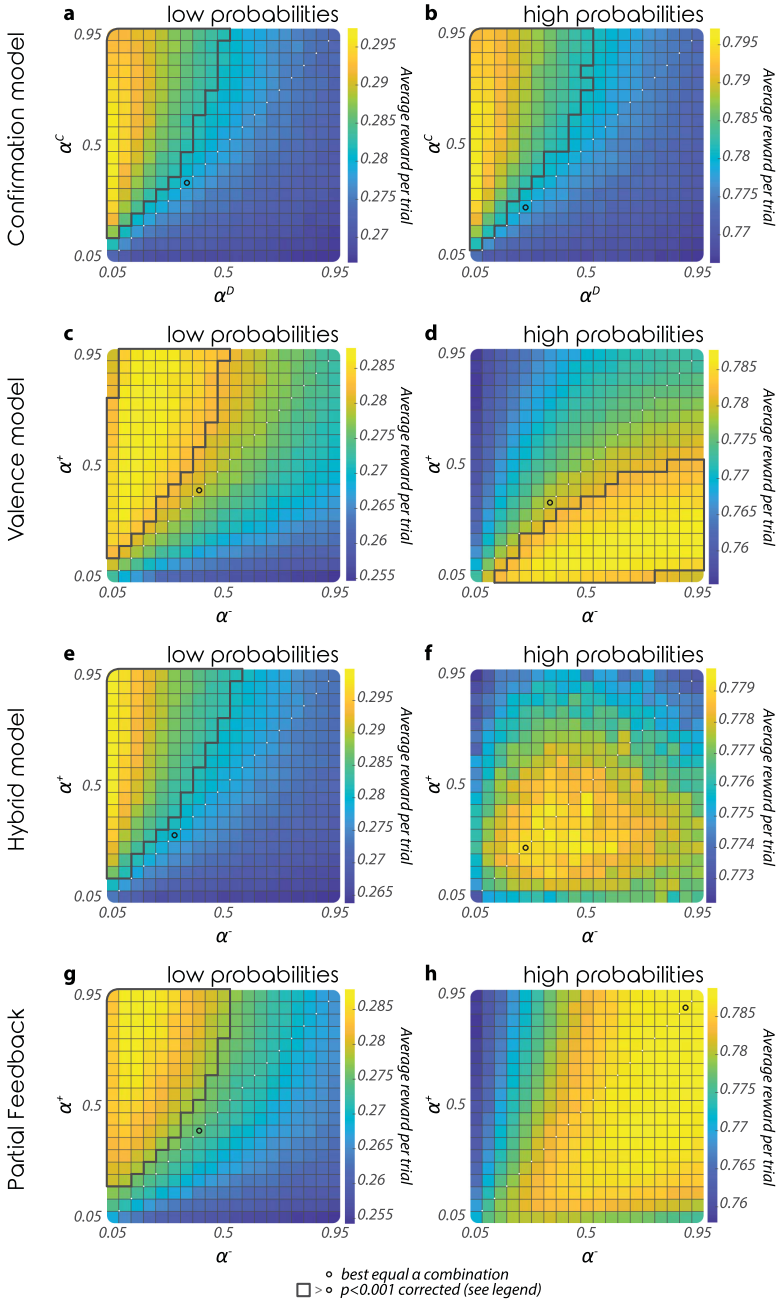 a low probabilities
0.95
0.5
0.05
αC
Confirmation model
αD
0.295
0.29
0.285
0.28
0.275
0.27
Average reward per trial
b high probabilities
0.95
0.5
0.05
αC
0.05 0.5 0.95
αD
0.795
0.79
0.785
0.78
0.775
0.77
Average reward per trial
0.05 0.5 0.95
c low probabilities
Valence model
0.95
0.5
0.05
α+
0.05 0.5 0.95
α-
0.285
0.28
0.275
0.27
0.265
0.26
0.255
Average reward per trial
d high probabilities
0.95
0.5
0.05
α+
0.05 0.5 0.95
α-
0.785
0.78
0.775
0.77
0.765
0.76
Average reward per trial
e low probabilities
Hybrid model
0.95
0.5
0.05
α+
0.05 0.5 0.95
α-
0.295
0.29
0.285
0.28
0.275
0.27
0.265
Average reward per trial
f high probabilities
0.95
0.5
0.05
α+
0.05 0.5 0.95
α-
0.779
0.778
0.777
0.776
0.775
0.774
0.773
Average reward per trial
g low probabilities
Partial Feedback
0.95
0.5
0.05
α+
0.05 0.5 0.95
α-
0.285
0.28
0.275
0.27
0.265
0.26
0.255
Average reward per trial
h high probabilities
0.95
0.5
0.05
α+
0.05 0.5 0.95
α-
0.785
0.78
0.775
0.77
0.765
0.76
Average reward per trial
best equal a combination
> p<0.001 corrected (see legend)